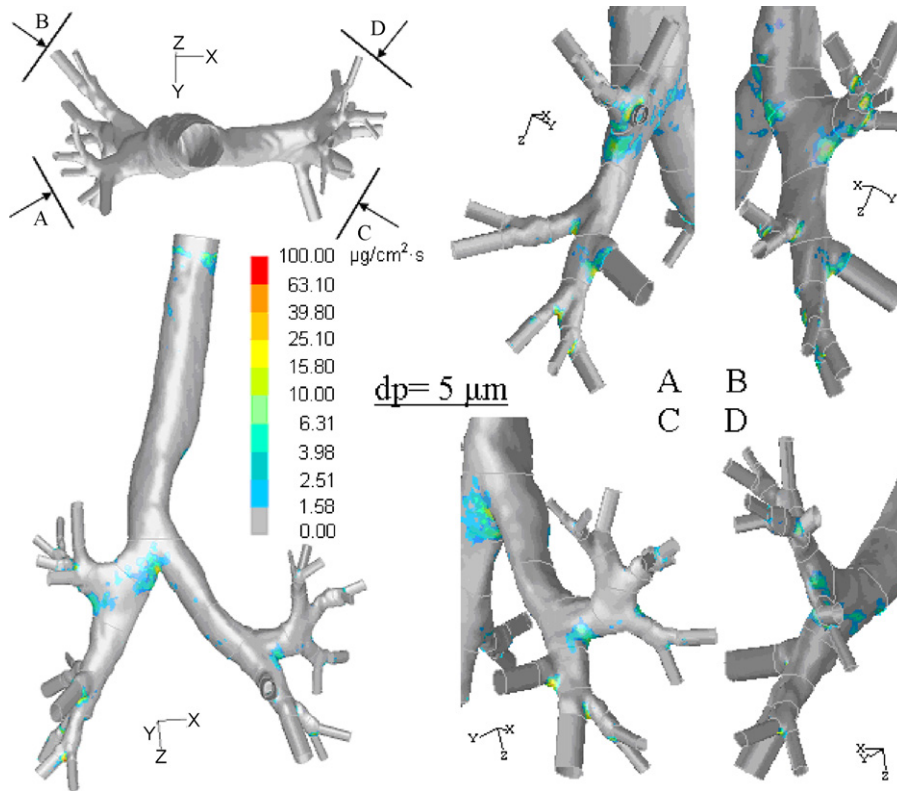 B
D
Z
X
Y
A
C
X
Y
Z
X
Y
Z
100.00 µg/cm²·s
63.10
39.80
25.10
15.80
10.00
6.31
3.98
2.51
1.58
0.00
dp= 5 µm
A B
C D
Y X
Z
Y X
Z
X
Y
Z